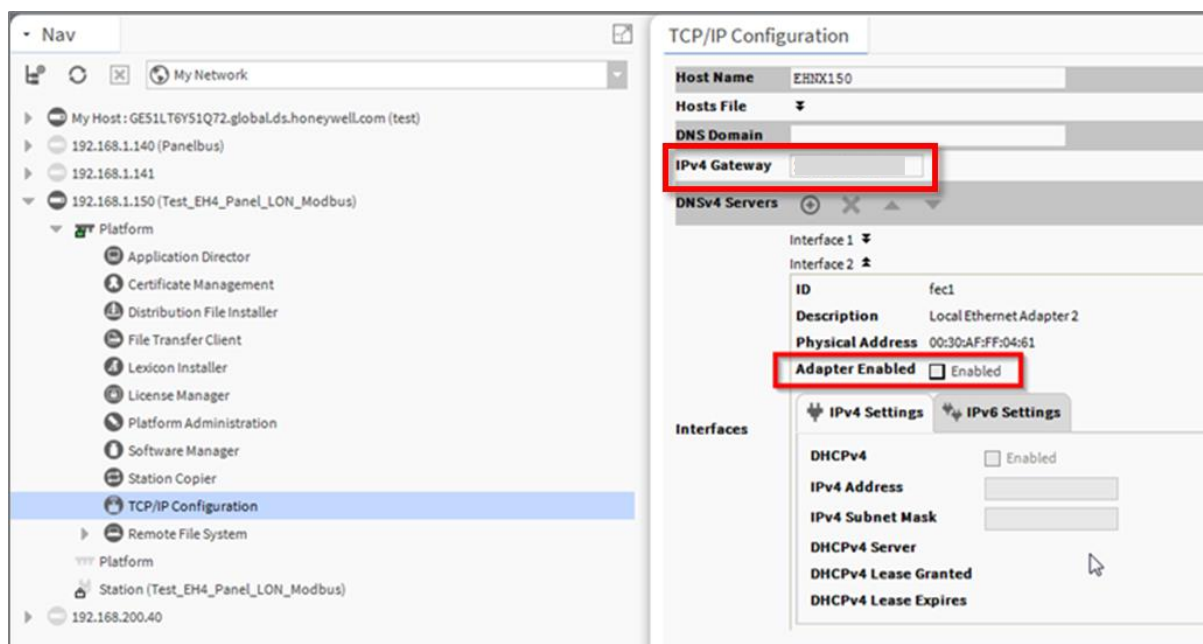 Nav
My Network
My Host : GE51LT6Y51Q72.global.ds.honeywell.com (test)
192.168.1.140 (Panelbus)
192.168.1.141
192.168.1.150 (Test_EH4_Panel_LON_Modbus)
Platform
Application Director
Certificate Management
Distribution File Installer
File Transfer Client
Lexicon Installer
License Manager
Platform Administration
Software Manager
Station Copier
TCP/IP Configuration
Remote File System
Platform
Station (Test_EH4_Panel_LON_Modbus)
192.168.200.40
TCP/IP Configuration
Host Name EHNX150
Hosts File
DNS Domain
IPv4 Gateway
DNSv4 Servers
Interfaces
Interface 1
Interface 2
ID fec1
Description Local Ethernet Adapter 2
Physical Address 00:30:AF:FF:04:61
Adapter Enabled Enabled
IPv4 Settings IPv6 Settings
DHCPv4 Enabled
IPv4 Address
IPv4 Subnet Mask
DHCPv4 Server
DHCPv4 Lease Granted
DHCPv4 Lease Expires